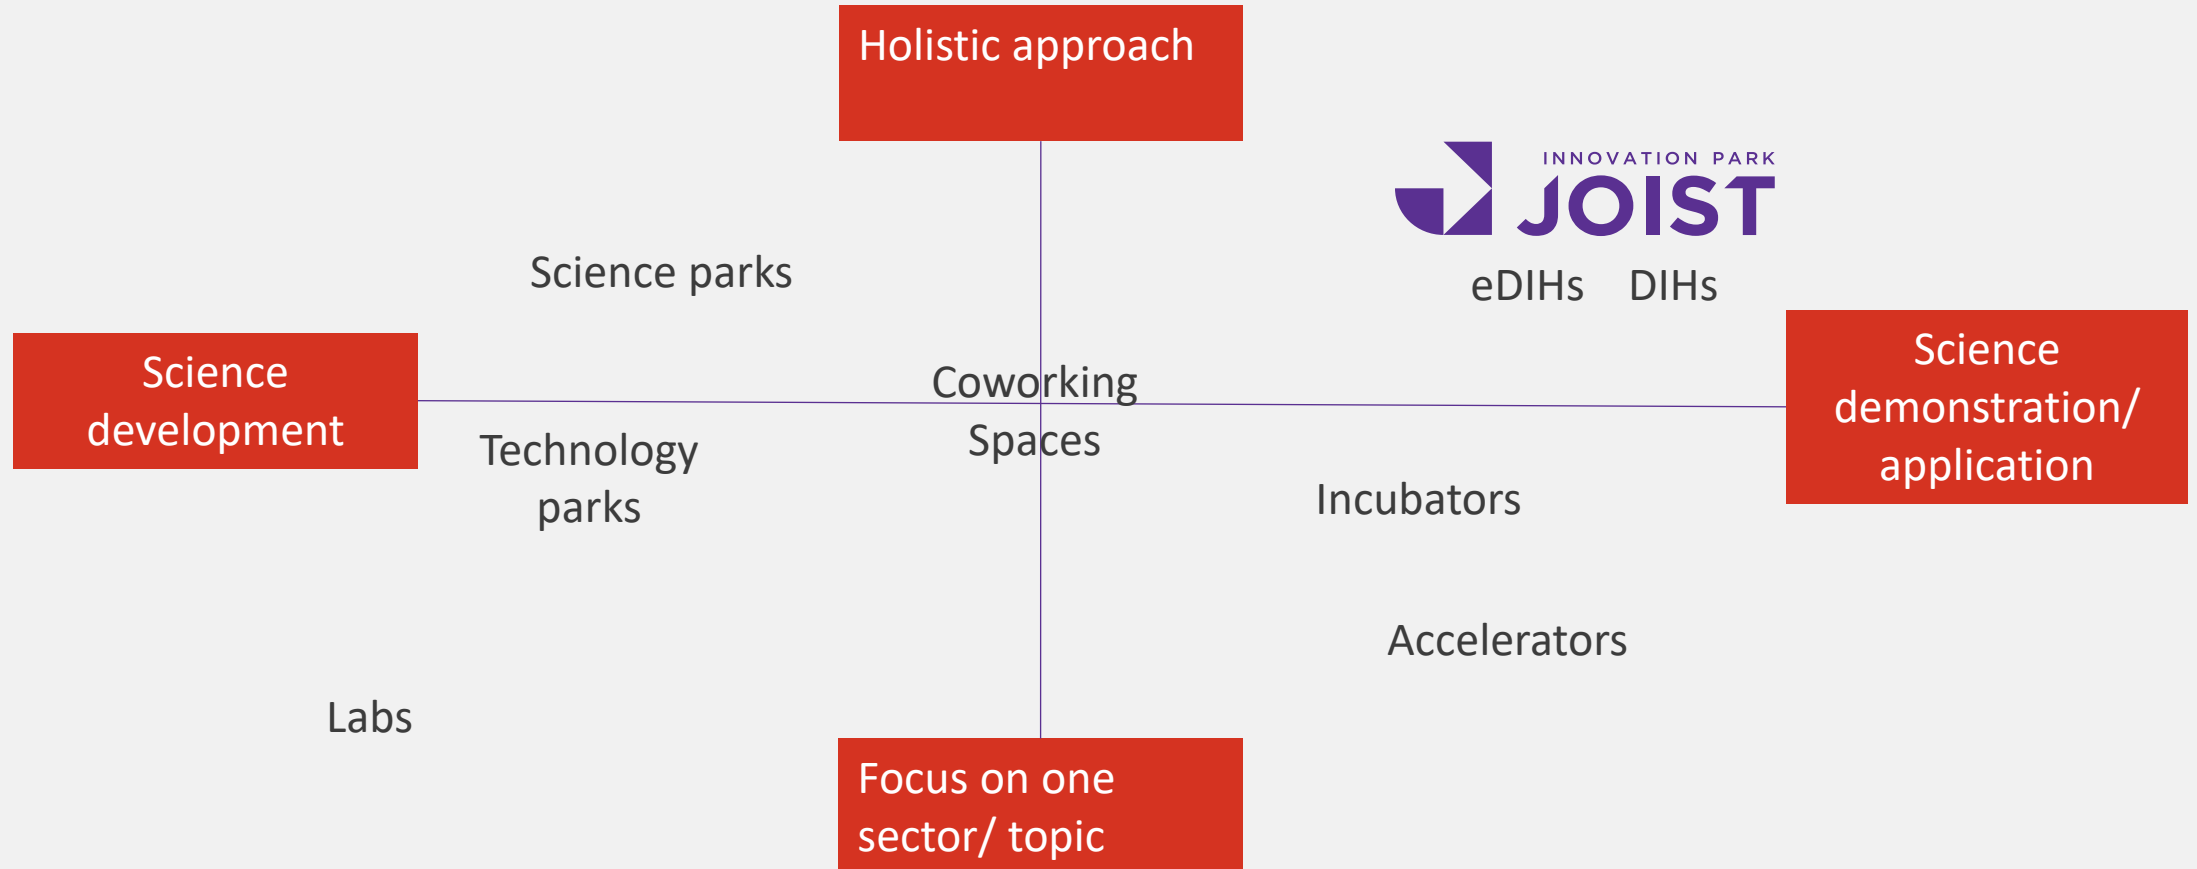 Holistic approach
INNOVATION PARK
JOIST
Science parks
eDIHs DIHs
Science
development
Coworking
Spaces
Science
demonstration/
application
Technology
parks
Incubators
Accelerators
Labs
Focus on one
sector/ topic